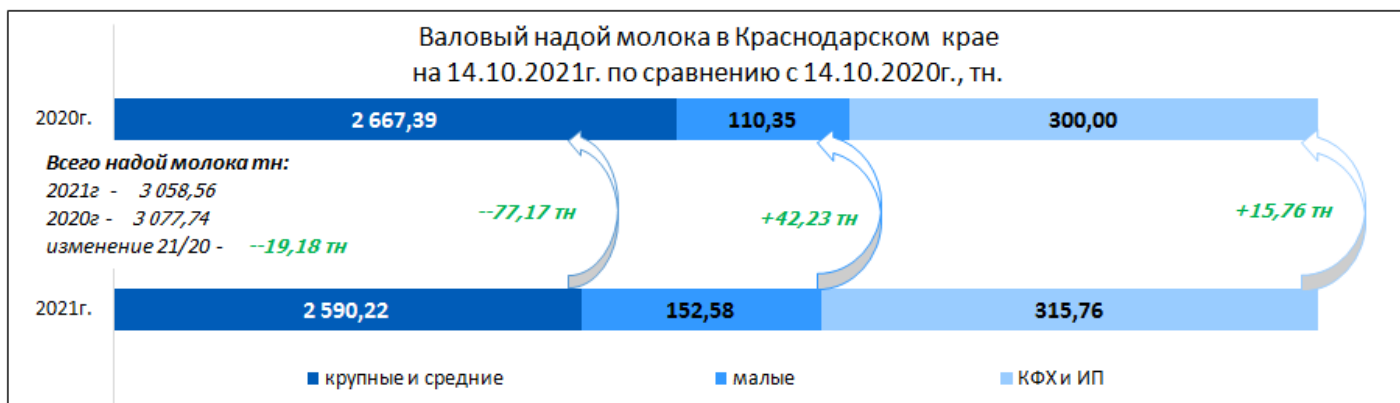 Валовый надой молока в Краснодарском края
на 14.10.2021г. по сравнению с 14.10.2020г., тн.
2020г.
2 667,39
110,35
300,00
Всего надой молока тн:
2021г - 3 058,56
2020г - 3 077,74
изменение 21/20 - --19,18 тн
--77,17 тн
+42,23 тн
+15,76 тн
2021г.
2 590,22
152,58
315,76
крупные и средние
малые
КФХ и ИП